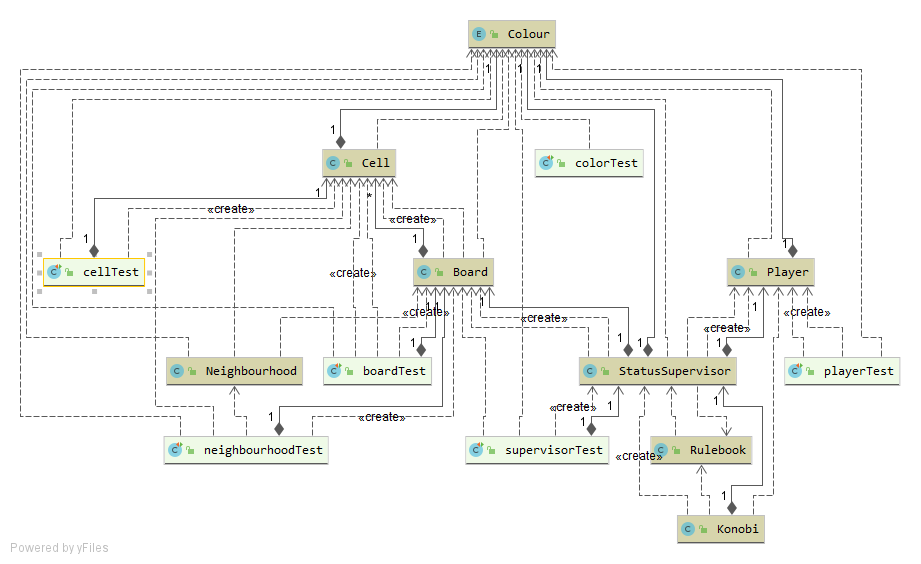 E Colour
1 1 1
1
C Cell
C colorTest
1 *
«create» «create»
1 1 1
C cellTest
C Board
C Player
«create»
«create» 1 1 «create» «create» «create»
1 1 1 1 1
C Neighbourhood
C boardTest
C StatusSupervisor
C playerTest
1 «create» «create» 1 1 1
C neighbourhoodTest
C supervisorTest
C Rulebook
«create»
1
C Konobi
Powered by yFiles